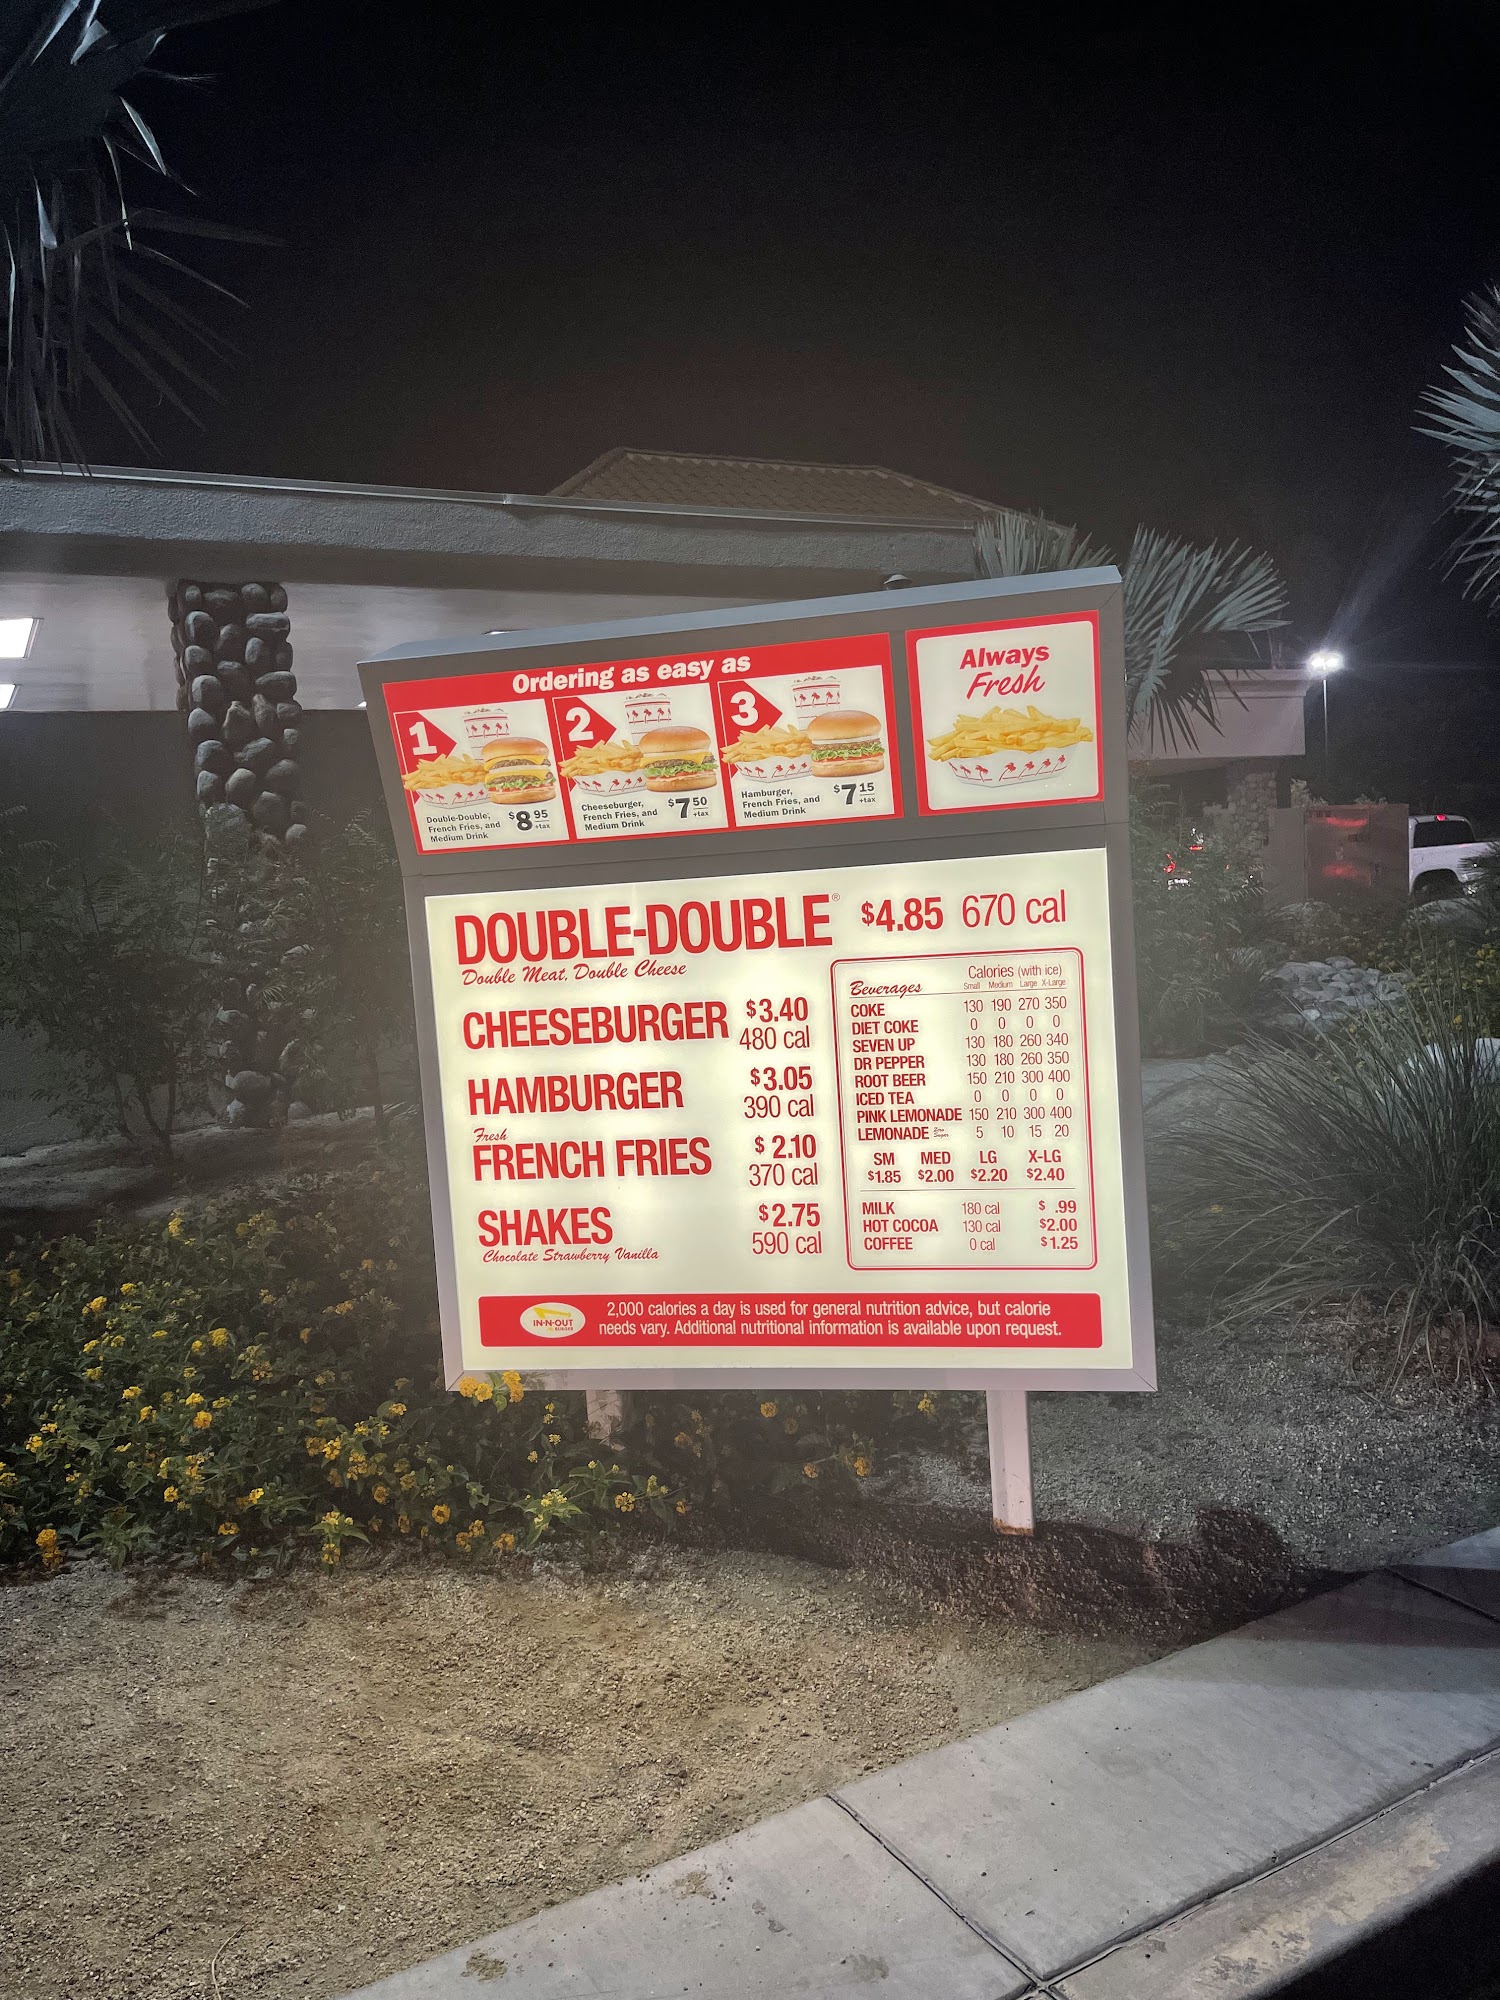 Ordering as easy as
1
Double-Double,
French Fries, and
Medium Drink
$8 95
+tax
2
Cheeseburger,
French Fries, and
Medium Drink
$7 50
+tax
3
Hamburger,
French Fries, and
Medium Drink
$7 15
+tax
Always
Fresh
DOUBLE-DOUBLE® $4.85 670 cal
Double Meat, Double Cheese
CHEESEBURGER $3.40
480 cal
HAMBURGER $3.05
390 cal
Fresh
FRENCH FRIES $2.10
370 cal
SHAKES $2.75
Chocolate Strawberry Vanilla 590 cal
Beverages Calories (with ice)
Small Medium Large X-Large
COKE 130 190 270 350
DIET COKE 0 0 0 0
SEVEN UP 130 180 260 340
DR PEPPER 130 180 260 350
ROOT BEER 150 210 300 400
ICED TEA 0 0 0 0
PINK LEMONADE 150 210 300 400
LEMONADE Zero Sugar 5 10 15 20
SM MED LG X-LG
$1.85 $2.00 $2.20 $2.40
MILK 180 cal $ .99
HOT COCOA 130 cal $2.00
COFFEE 0 cal $1.25
IN-N-OUT
BURGER
2,000 calories a day is used for general nutrition advice, but calorie
needs vary. Additional nutritional information is available upon request.